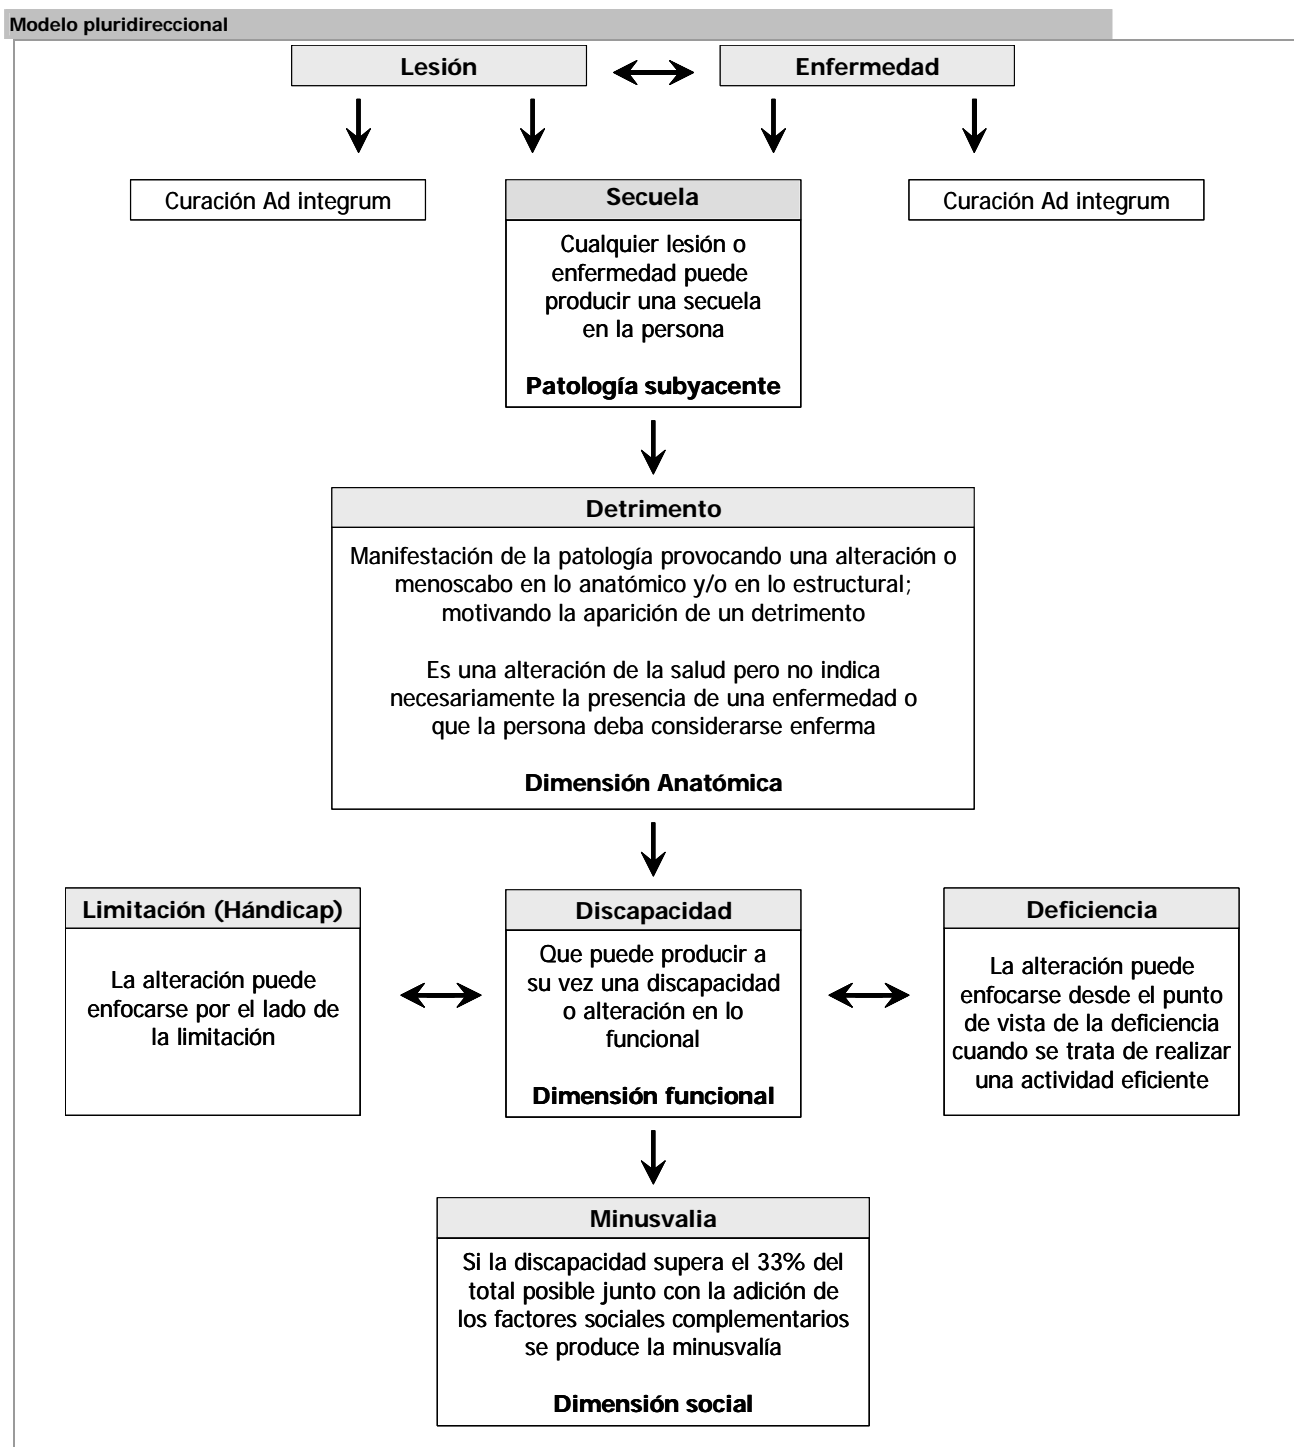 Modelo pluridireccional
Lesión
Enfermedad
Curación Ad integrum
Secuela
Curación Ad integrum
Cualquier lesión o
enfermedad puede
producir una secuela
en la persona
Patología subyacente
Detrimento
Manifestación de la patología provocando una alteración o
menoscabo en lo anatómico y/o en lo estructural;
motivando la aparición de un detrimento
Es una alteración de la salud pero no indica
necesariamente la presencia de una enfermedad o
que la persona deba considerarse enferma
Dimensión Anatómica
Limitación (Hándicap)
La alteración puede
enfocarse por el lado de
la limitación
Discapacidad
Que puede producir a
su vez una discapacidad
o alteración en lo
funcional
Dimensión funcional
Deficiencia
La alteración puede
enfocarse desde el punto
de vista de la deficiencia
cuando se trata de realizar
una actividad eficiente
Minusvalia
Si la discapacidad supera el 33% del
total posible junto con la adición de
los factores sociales complementarios
se produce la minusvalía
Dimensión social